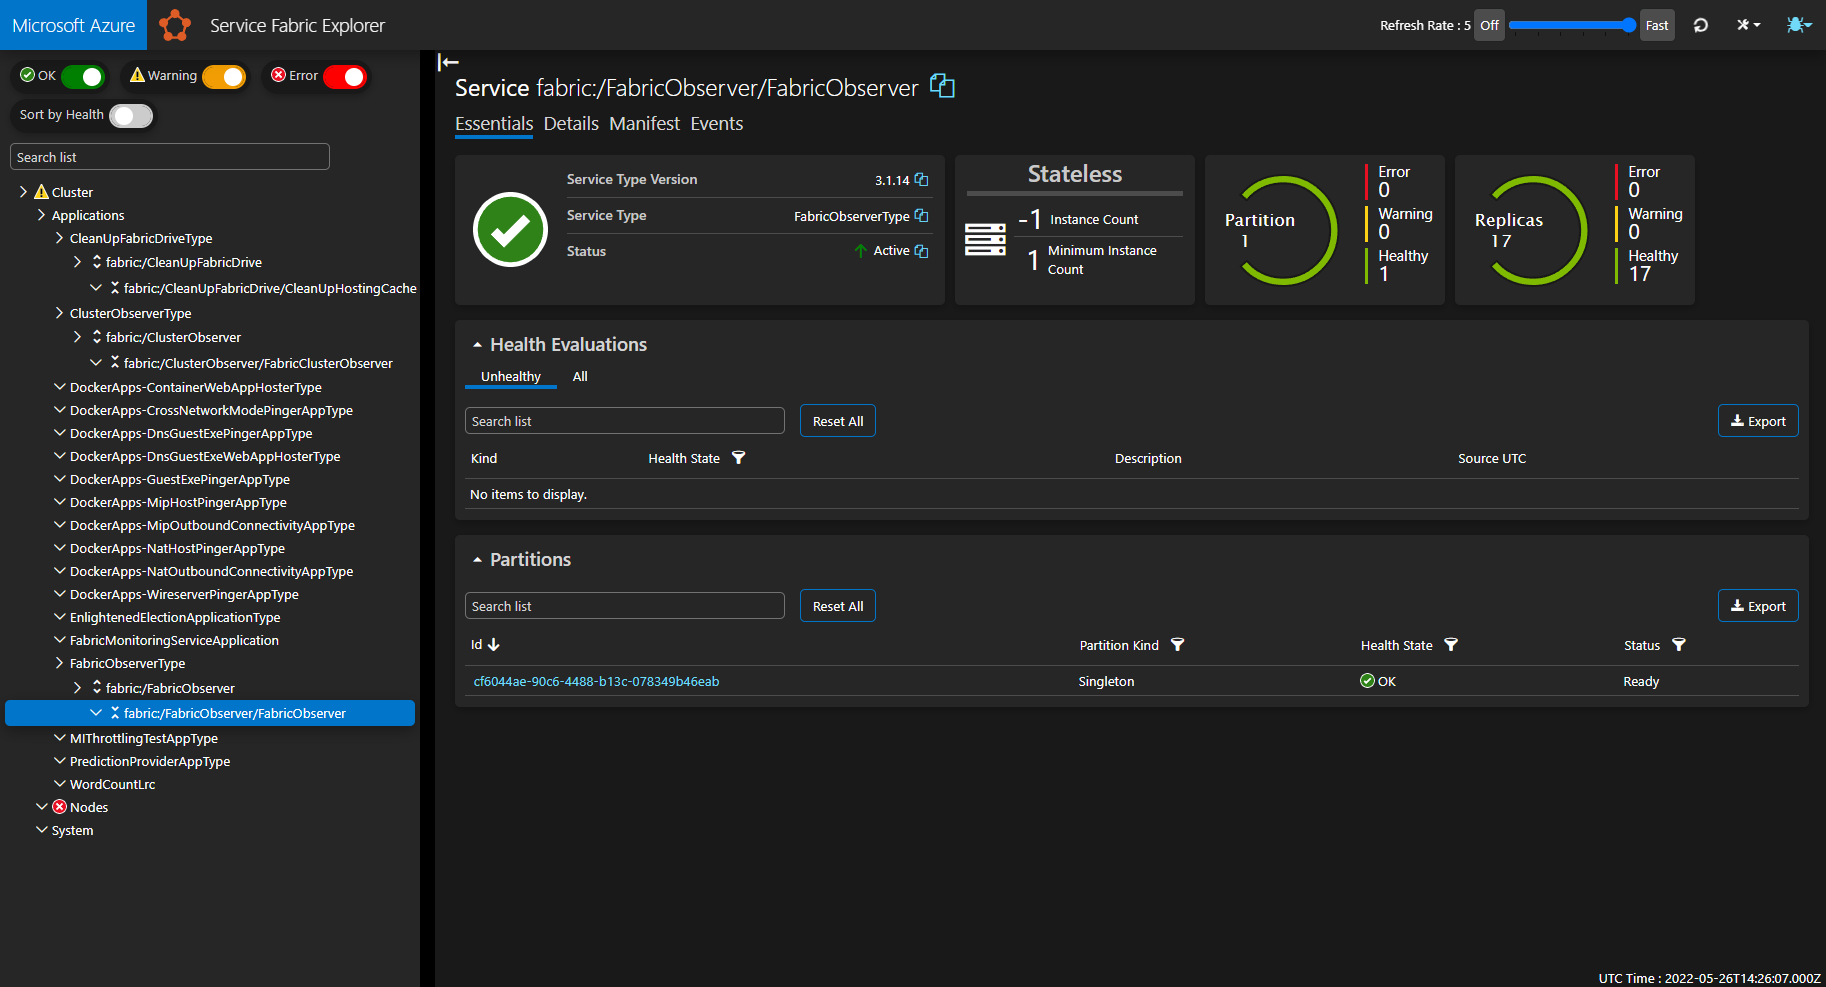 Microsoft Azure
Service Fabric Explorer
Refresh Rate : 5 Off Fast
OK Warning Error
Sort by Health
Search list
Cluster
Applications
CleanUpFabricDriveType
fabric:/CleanUpFabricDrive
fabric:/CleanUpFabricDrive/CleanUpHostingCache
ClusterObserverType
fabric:/ClusterObserver
fabric:/ClusterObserver/FabricClusterObserver
DockerApps-ContainerWebAppHosterType
DockerApps-CrossNetworkModePingerAppType
DockerApps-DnsGuestExePingerAppType
DockerApps-DnsGuestExeWebAppHosterType
DockerApps-GuestExePingerAppType
DockerApps-MipHostPingerAppType
DockerApps-MipOutboundConnectivityAppType
DockerApps-NatHostPingerAppType
DockerApps-NatOutboundConnectivityAppType
DockerApps-WireserverPingerAppType
EnlightenedElectionApplicationType
FabricMonitoringServiceApplication
FabricObserverType
fabric:/FabricObserver
fabric:/FabricObserver/FabricObserver
MIThrottlingTestAppType
PredictionProviderAppType
WordCountLrc
Nodes
System
Service fabric:/FabricObserver/FabricObserver
Essentials Details Manifest Events
Service Type Version 3.1.14
Service Type FabricObserverType
Status Active
Stateless
-1 Instance Count
1 Minimum Instance
Count
Partition
1
Error
0
Warning
0
Healthy
1
Replicas
17
Error
0
Warning
0
Healthy
17
Health Evaluations
Unhealthy All
Search list Reset All Export
Kind Health State Description Source UTC
No items to display.
Partitions
Search list Reset All Export
Id Partition Kind Health State Status
cf6044ae-90c6-4488-b13c-078349b46eab Singleton OK Ready
UTC Time : 2022-05-26T14:26:07.000Z